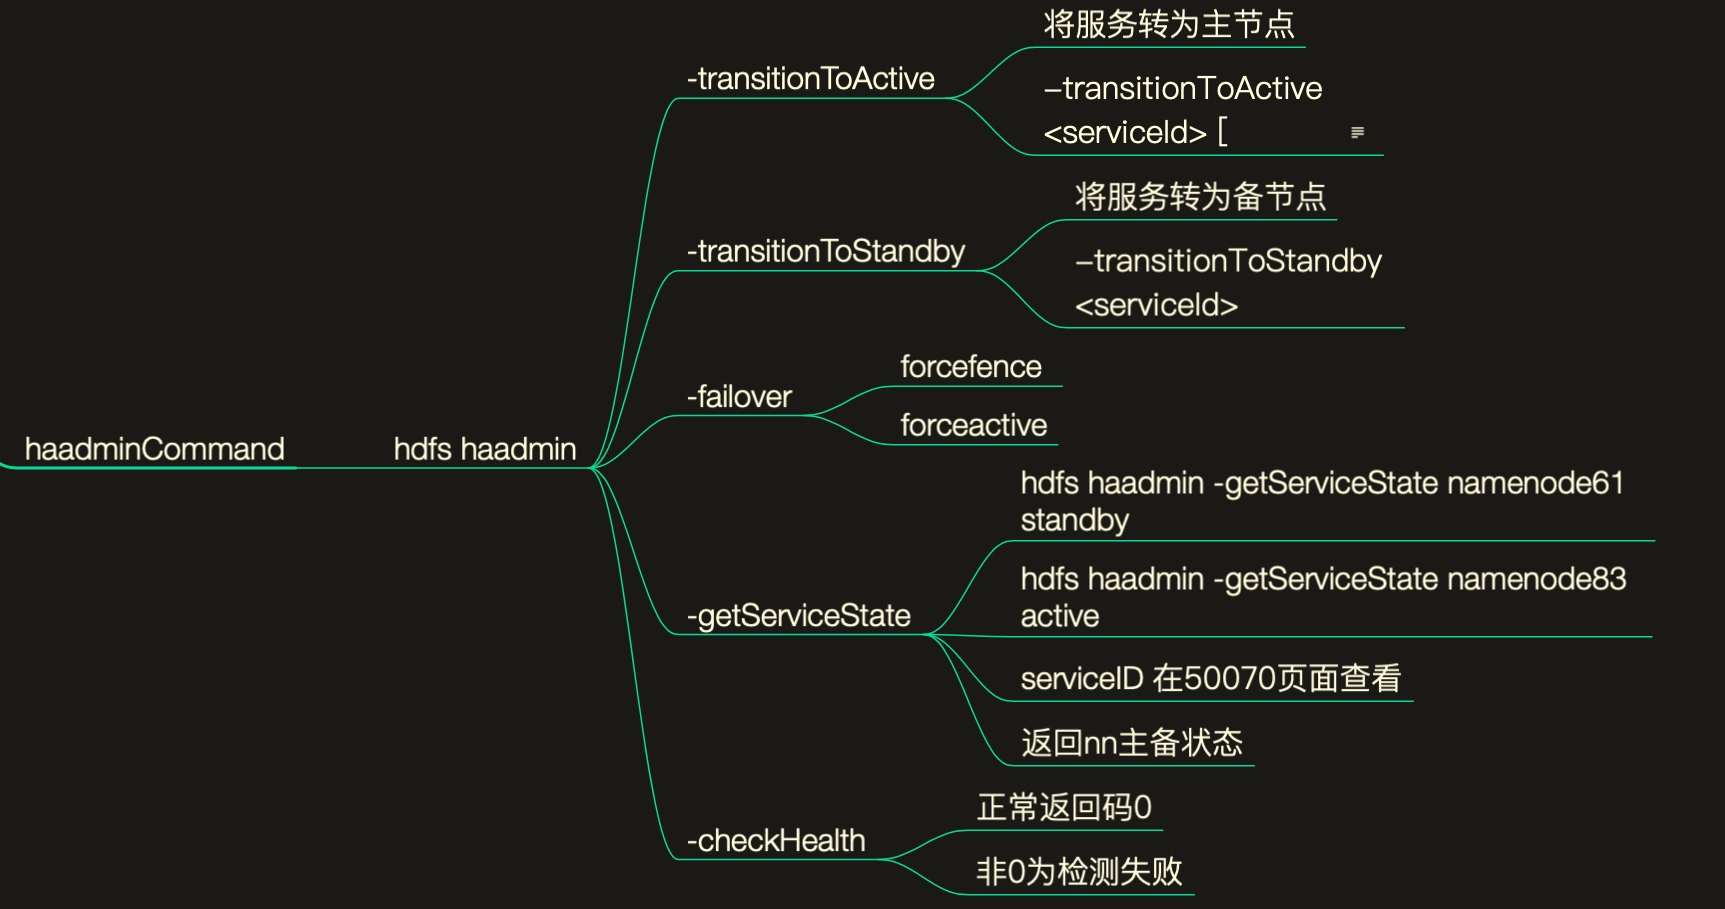 haadminCommand
hdfs haadmin
-transitionToActive
将服务转为主节点
–transitionToActive
<serviceId> [
-transitionToStandby
将服务转为备节点
–transitionToStandby
<serviceId>
-failover
forcefence
forceactive
-getServiceState
hdfs haadmin -getServiceState namenode61
standby
hdfs haadmin -getServiceState namenode83
active
serviceID 在50070页面查看
返回nn主备状态
-checkHealth
正常返回码0
非0为检测失败